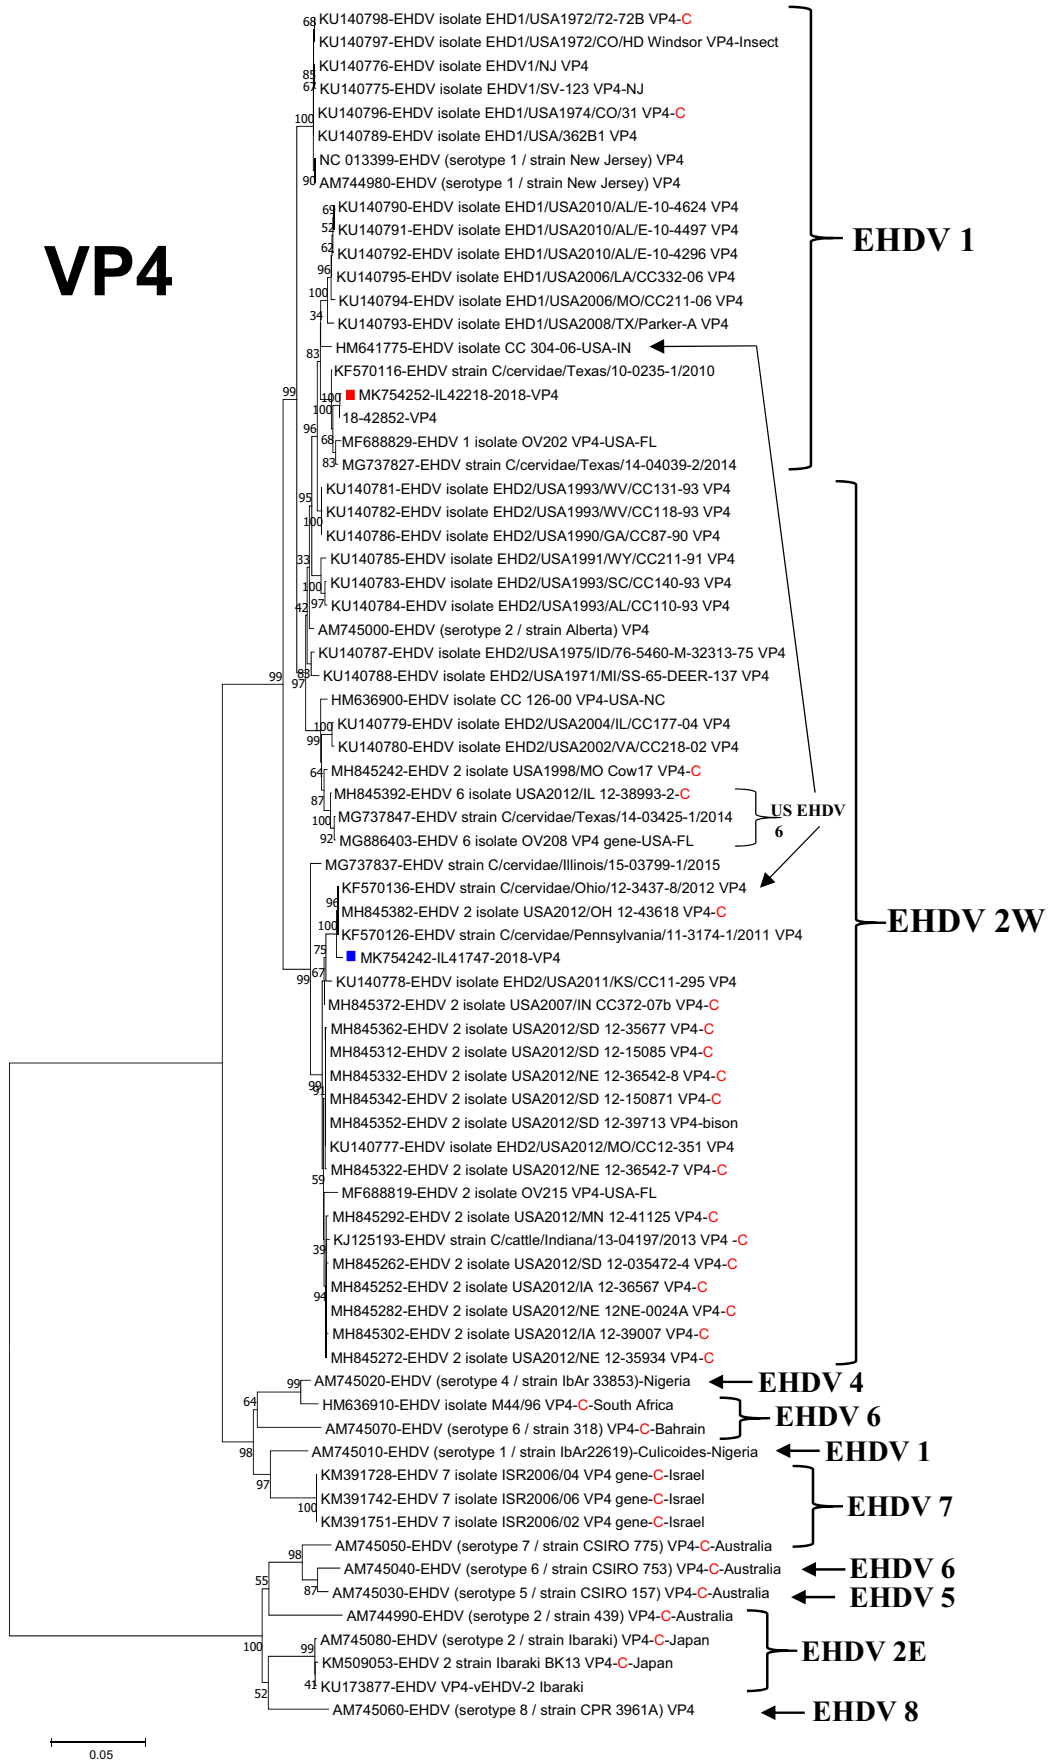 VP4
KU140798-EHDV isolate EHD1/USA1972/72-72B VP4-C
KU140797-EHDV isolate EHD1/USA1972/CO/HD Windsor VP4-Insect
KU140776-EHDV isolate EHDV1/NJ VP4
KU140775-EHDV isolate EHDV1/SV-123 VP4-NJ
KU140796-EHDV isolate EHD1/USA1974/CO/31 VP4-C
KU140789-EHDV isolate EHD1/USA/362B1 VP4
NC 013399-EHDV (serotype 1 / strain New Jersey) VP4
AM744980-EHDV (serotype 1 / strain New Jersey) VP4
KU140790-EHDV isolate EHD1/USA2010/AL/E-10-4624 VP4
KU140791-EHDV isolate EHD1/USA2010/AL/E-10-4497 VP4
KU140792-EHDV isolate EHD1/USA2010/AL/E-10-4296 VP4
KU140795-EHDV isolate EHD1/USA2006/LA/CC332-06 VP4
KU140794-EHDV isolate EHD1/USA2006/MO/CC211-06 VP4
KU140793-EHDV isolate EHD1/USA2008/TX/Parker-A VP4
HM641775-EHDV isolate CC 304-06-USA-IN
KF570116-EHDV strain C/cervidae/Texas/10-0235-1/2010
MK754252-IL42218-2018-VP4
18-42852-VP4
MF688829-EHDV 1 isolate OV202 VP4-USA-FL
MG737827-EHDV strain C/cervidae/Texas/14-04039-2/2014
EHDV 1
KU140781-EHDV isolate EHD2/USA1993/WV/CC131-93 VP4
KU140782-EHDV isolate EHD2/USA1993/WV/CC118-93 VP4
KU140786-EHDV isolate EHD2/USA1990/GA/CC87-90 VP4
KU140785-EHDV isolate EHD2/USA1991/WY/CC211-91 VP4
KU140783-EHDV isolate EHD2/USA1993/SC/CC140-93 VP4
KU140784-EHDV isolate EHD2/USA1993/AL/CC110-93 VP4
AM745000-EHDV (serotype 2 / strain Alberta) VP4
KU140787-EHDV isolate EHD2/USA1975/ID/76-5460-M-32313-75 VP4
KU140788-EHDV isolate EHD2/USA1971/MI/SS-65-DEER-137 VP4
HM636900-EHDV isolate CC 126-00 VP4-USA-NC
KU140779-EHDV isolate EHD2/USA2004/IL/CC177-04 VP4
KU140780-EHDV isolate EHD2/USA2002/VA/CC218-02 VP4
MH845242-EHDV 2 isolate USA1998/MO Cow17 VP4-C
MH845392-EHDV 6 isolate USA2012/IL 12-38993-2-C
MG737847-EHDV strain C/cervidae/Texas/14-03425-1/2014
MG886403-EHDV 6 isolate OV208 VP4 gene-USA-FL
US EHDV
6
MG737837-EHDV strain C/cervidae/Illinois/15-03799-1/2015
KF570136-EHDV strain C/cervidae/Ohio/12-3437-8/2012 VP4
MH845382-EHDV 2 isolate USA2012/OH 12-43618 VP4-C
KF570126-EHDV strain C/cervidae/Pennsylvania/11-3174-1/2011 VP4
MK754242-IL41747-2018-VP4
KU140778-EHDV isolate EHD2/USA2011/KS/CC11-295 VP4
MH845372-EHDV 2 isolate USA2007/IN CC372-07b VP4-C
MH845362-EHDV 2 isolate USA2012/SD 12-35677 VP4-C
MH845312-EHDV 2 isolate USA2012/SD 12-15085 VP4-C
MH845332-EHDV 2 isolate USA2012/NE 12-36542-8 VP4-C
MH845342-EHDV 2 isolate USA2012/SD 12-150871 VP4-C
MH845352-EHDV 2 isolate USA2012/SD 12-39713 VP4-bison
KU140777-EHDV isolate EHD2/USA2012/MO/CC12-351 VP4
MH845322-EHDV 2 isolate USA2012/NE 12-36542-7 VP4-C
MF688819-EHDV 2 isolate OV215 VP4-USA-FL
MH845292-EHDV 2 isolate USA2012/MN 12-41125 VP4-C
KJ125193-EHDV strain C/cattle/Indiana/13-04197/2013 VP4 -C
MH845262-EHDV 2 isolate USA2012/SD 12-035472-4 VP4-C
MH845252-EHDV 2 isolate USA2012/IA 12-36567 VP4-C
MH845282-EHDV 2 isolate USA2012/NE 12NE-0024A VP4-C
MH845302-EHDV 2 isolate USA2012/IA 12-39007 VP4-C
MH845272-EHDV 2 isolate USA2012/NE 12-35934 VP4-C
EHDV 2W
AM745020-EHDV (serotype 4 / strain IbAr 33853)-Nigeria
EHDV 4
HM636910-EHDV isolate M44/96 VP4-C-South Africa
AM745070-EHDV (serotype 6 / strain 318) VP4-C-Bahrain
EHDV 6
AM745010-EHDV (serotype 1 / strain IbAr22619)-Culicoides-Nigeria
EHDV 1
KM391728-EHDV 7 isolate ISR2006/04 VP4 gene-C-Israel
KM391742-EHDV 7 isolate ISR2006/06 VP4 gene-C-Israel
KM391751-EHDV 7 isolate ISR2006/02 VP4 gene-C-Israel
AM745050-EHDV (serotype 7 / strain CSIRO 775) VP4-C-Australia
EHDV 7
AM745040-EHDV (serotype 6 / strain CSIRO 753) VP4-C-Australia
EHDV 6
AM745030-EHDV (serotype 5 / strain CSIRO 157) VP4-C-Australia
EHDV 5
AM744990-EHDV (serotype 2 / strain 439) VP4-C-Australia
AM745080-EHDV (serotype 2 / strain Ibaraki) VP4-C-Japan
KM509053-EHDV 2 strain Ibaraki BK13 VP4-C-Japan
KU173877-EHDV VP4-vEHDV-2 Ibaraki
EHDV 2E
AM745060-EHDV (serotype 8 / strain CPR 3961A) VP4
EHDV 8
68
85
67
100
90
69
52
62
96
100
34
83
99
100
100
96
68
83
95
100
33
100
97
42
99
83
97
100
99
64
87
100
92
96
100
75
67
99
99
91
59
39
94
99
64
98
97
100
98
87
55
100
99
41
52
0.05